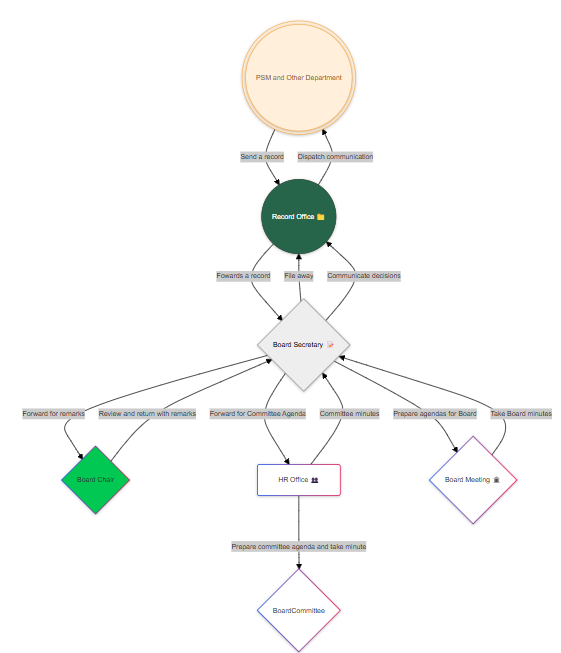 PSM and Other Department
Send a record
Dispatch communication
Record Office 📁
Fowards a record
File away
Communicate decisions
Board Secretary 📝
Forward for remarks
Review and return with remarks
Forward for Committee Agenda
Committee minutes
Prepare agendas for Board
Take Board minutes
Board Chair
HR Office 👥
Board Meeting 🏛
Prepare committee agenda and take minute
BoardCommittee